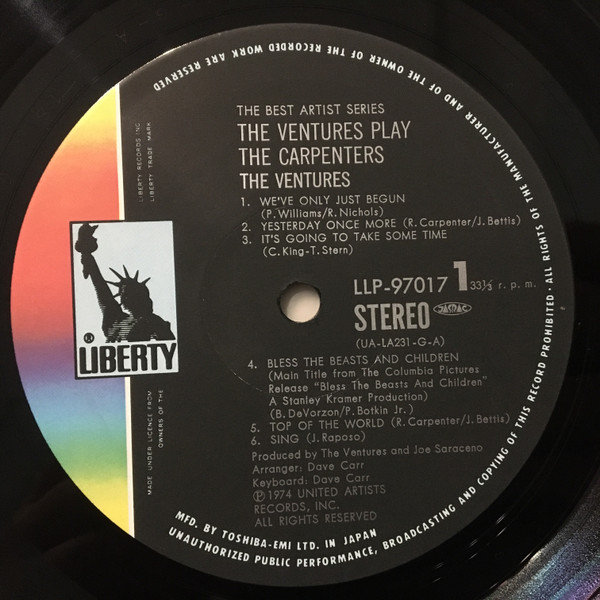 THE BEST ARTIST SERIES
THE VENTURES PLAY
THE CARPENTERS
THE VENTURES
1. WE'VE ONLY JUST BEGUN
(P. Williams/R. Nichols)
2. YESTERDAY ONCE MORE (R. Carpenter/J. Bettis)
3. IT'S GOING TO TAKE SOME TIME
(C. King-T. Stern)
LLP-97017 1 33⅓ r. p. m.
STEREO JASRAC
(UA-LA231-G-A)
4. BLESS THE BEASTS AND CHILDREN
(Main Title from The Columbia Pictures
Release "Bless The Beasts And Children"
A Stanley Kramer Production)
(B. DeVorzon/P. Botkin Jr.)
5. TOP OF THE WORLD (R. Carpenter/J. Bettis)
6. SING (J. Raposo)
Produced by The Ventures and Joe Saraceno
Arranger: Dave Carr
Keyboard: Dave Carr
Ⓟ1974 UNITED ARTISTS
RECORDS, INC.
ALL RIGHTS RESERVED
® LIBERTY
LIBERTY RECORDS INC
LIBERTY TRADE MARK
MADE UNDER LICENCE FROM
OWNERS OF THE
MFD. BY TOSHIBA-EMI LTD. IN JAPAN
UNAUTHORIZED PUBLIC PERFORMANCE, BROADCASTING AND COPYING OF THIS RECORD PROHIBITED · ALL RIGHTS OF THE MANUFACTURER AND OF THE OWNER OF THE RECORDED WORK ARE RESERVED